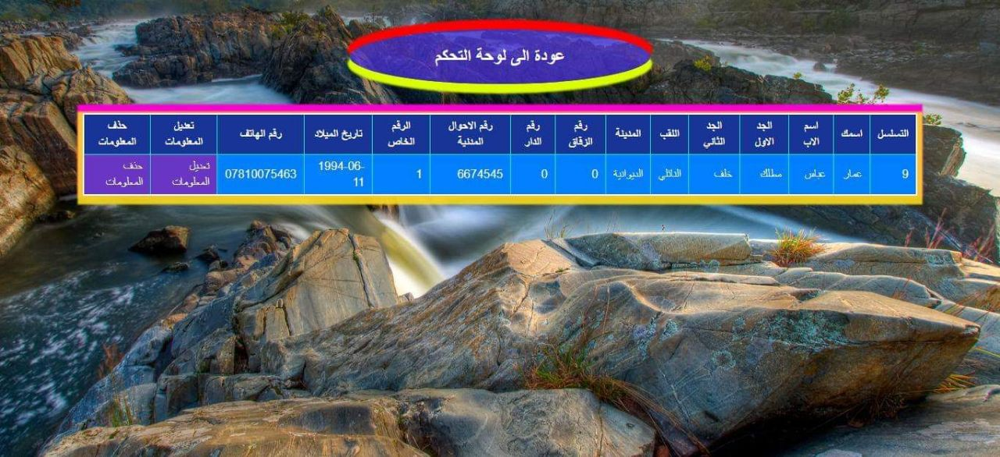 عودة الى لوحة التحكم
التسلسل اسمك اسم الاب الجد الاول الجد الثاني اللقب المدينة رقم الزقاق رقم الدار رقم الاحوال المدنية الرقم الخاص تاريخ الميلاد رقم الهاتف تعديل المعلومات حذف المعلومات
9 عمار عباس مطلك خلف النائلي الديوانية 0 0 6674545 1 1994-06-11 07810075463 تعديل المعلومات حذف المعلومات